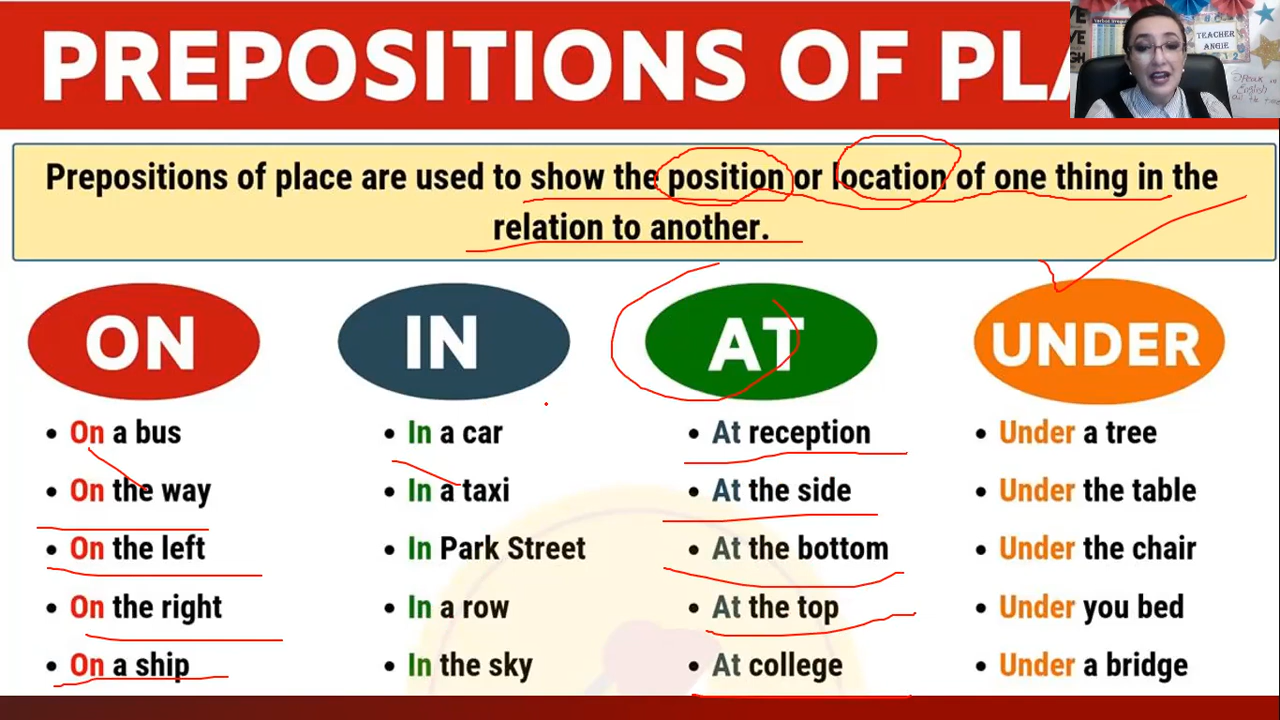 PREPOSITIONS OF PLA
TEACHER
ANGIE
Prepositions of place are used to show the position or location of one thing in the
relation to another.
ON
On a bus
On the way
On the left
On the right
On a ship
IN
In a car
In a taxi
In Park Street
In a row
In the sky
AT
At reception
At the side
At the bottom
At the top
At college
UNDER
Under a tree
Under the table
Under the chair
Under you bed
Under a bridge